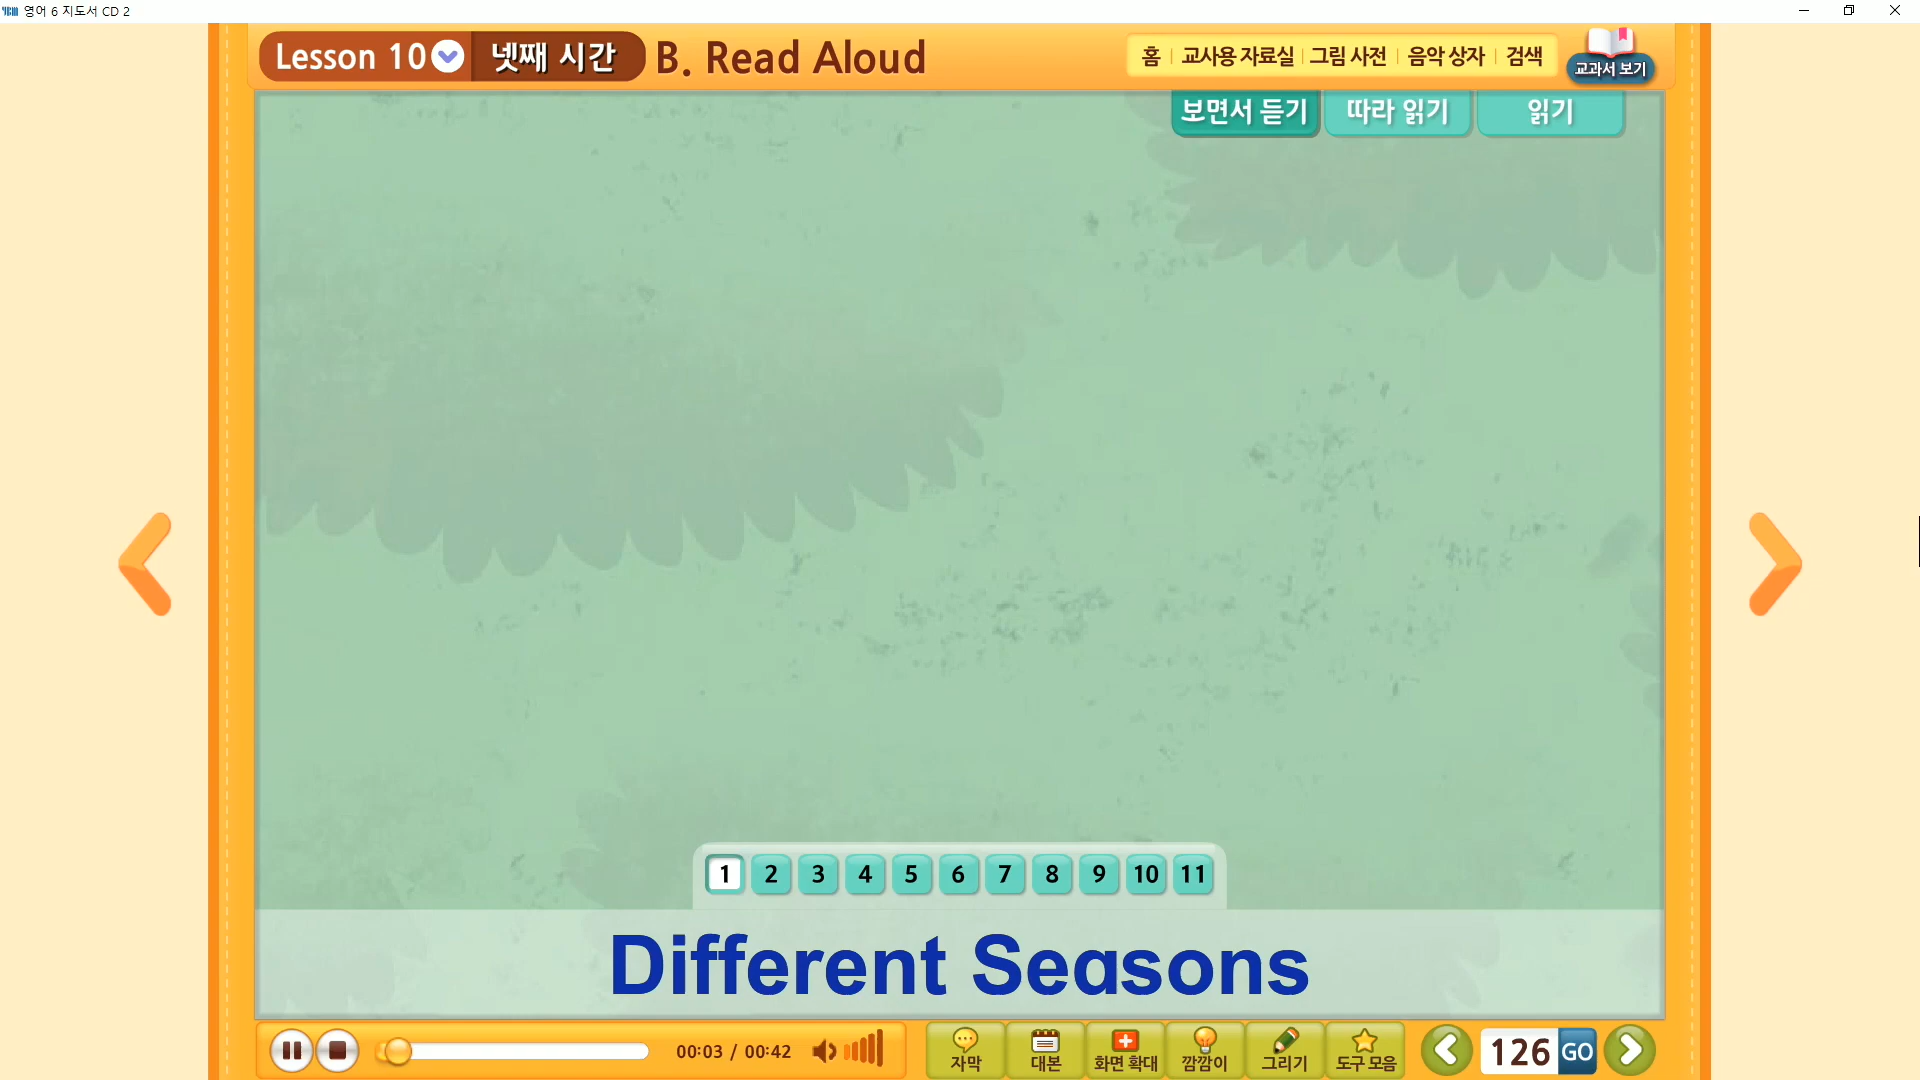 YBM 영어 6 지도서 CD 2
Lesson 10 넷째 시간 B. Read Aloud
홈 교사용 자료실 그림 사전 음악 상자 검색
교과서 보기
보면서 듣기 따라 읽기 읽기
1 2 3 4 5 6 7 8 9 10 11
Different Seasons
00:03 / 00:42
자막 대본 화면 확대 깜깜이 그리기 도구 모음
126 GO